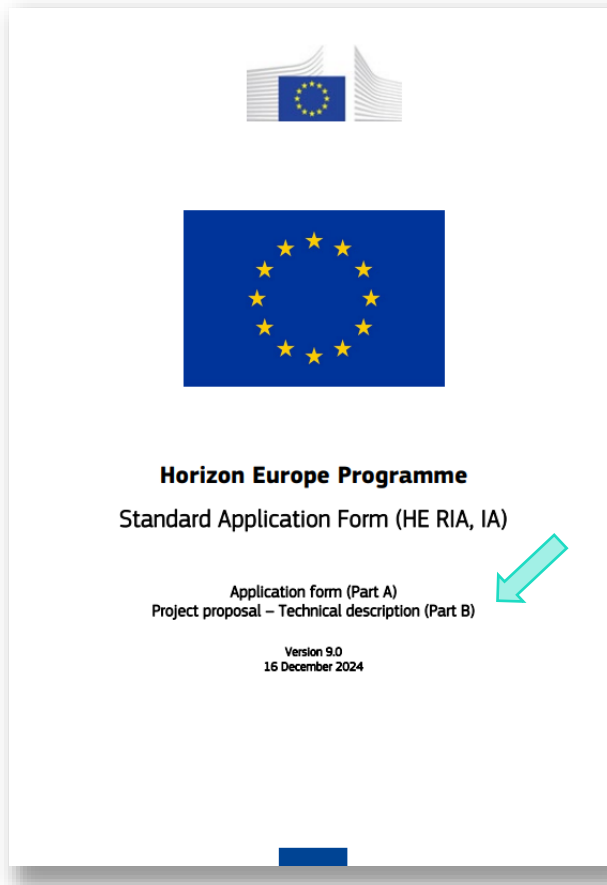 Horizon Europe Programme
Standard Application Form (HE RIA, IA)
Application form (Part A)
Project proposal – Technical description (Part B)
Version 9.0
16 December 2024